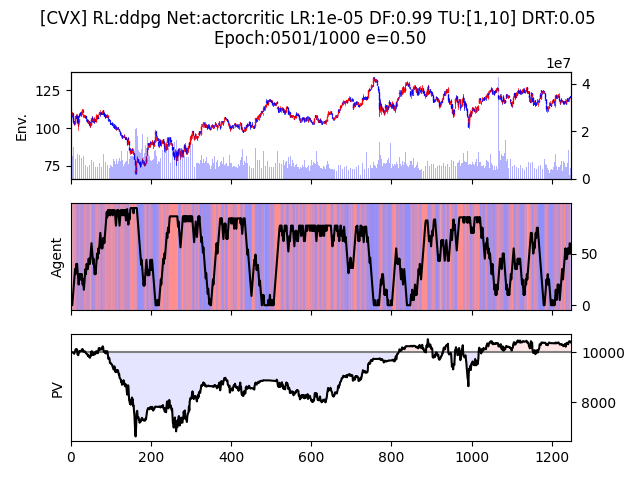 [CVX] RL:ddpg Net:actorcritic LR:1e-05 DF:0.99 TU:[1,10] DRT:0.05
Epoch:0501/1000 e=0.50
1e7
125
100
75
Env.
4
2
0
Agent
50
0
PV
10000
8000
0 200 400 600 800 1000 1200